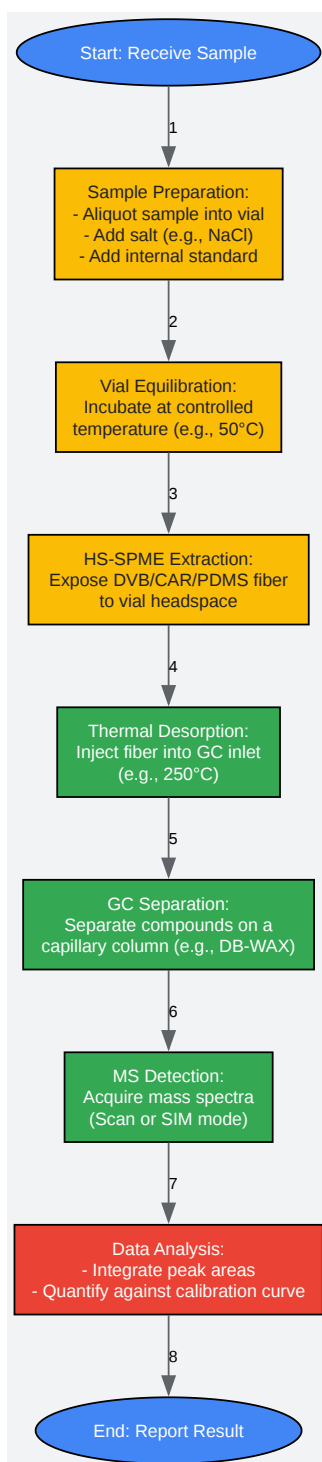 Start: Receive Sample
1
Sample Preparation:
- Aliquot sample into vial
- Add salt (e.g., NaCl)
- Add internal standard
2
Vial Equilibration:
Incubate at controlled
temperature (e.g., 50°C)
3
HS-SPME Extraction:
Expose DVB/CAR/PDMS fiber
to vial headspace
4
Thermal Desorption:
Inject fiber into GC inlet
(e.g., 250°C)
5
GC Separation:
Separate compounds on a
capillary column (e.g., DB-WAX)
6
MS Detection:
Acquire mass spectra
(Scan or SIM mode)
7
Data Analysis:
- Integrate peak areas
- Quantify against calibration curve
8
End: Report Result